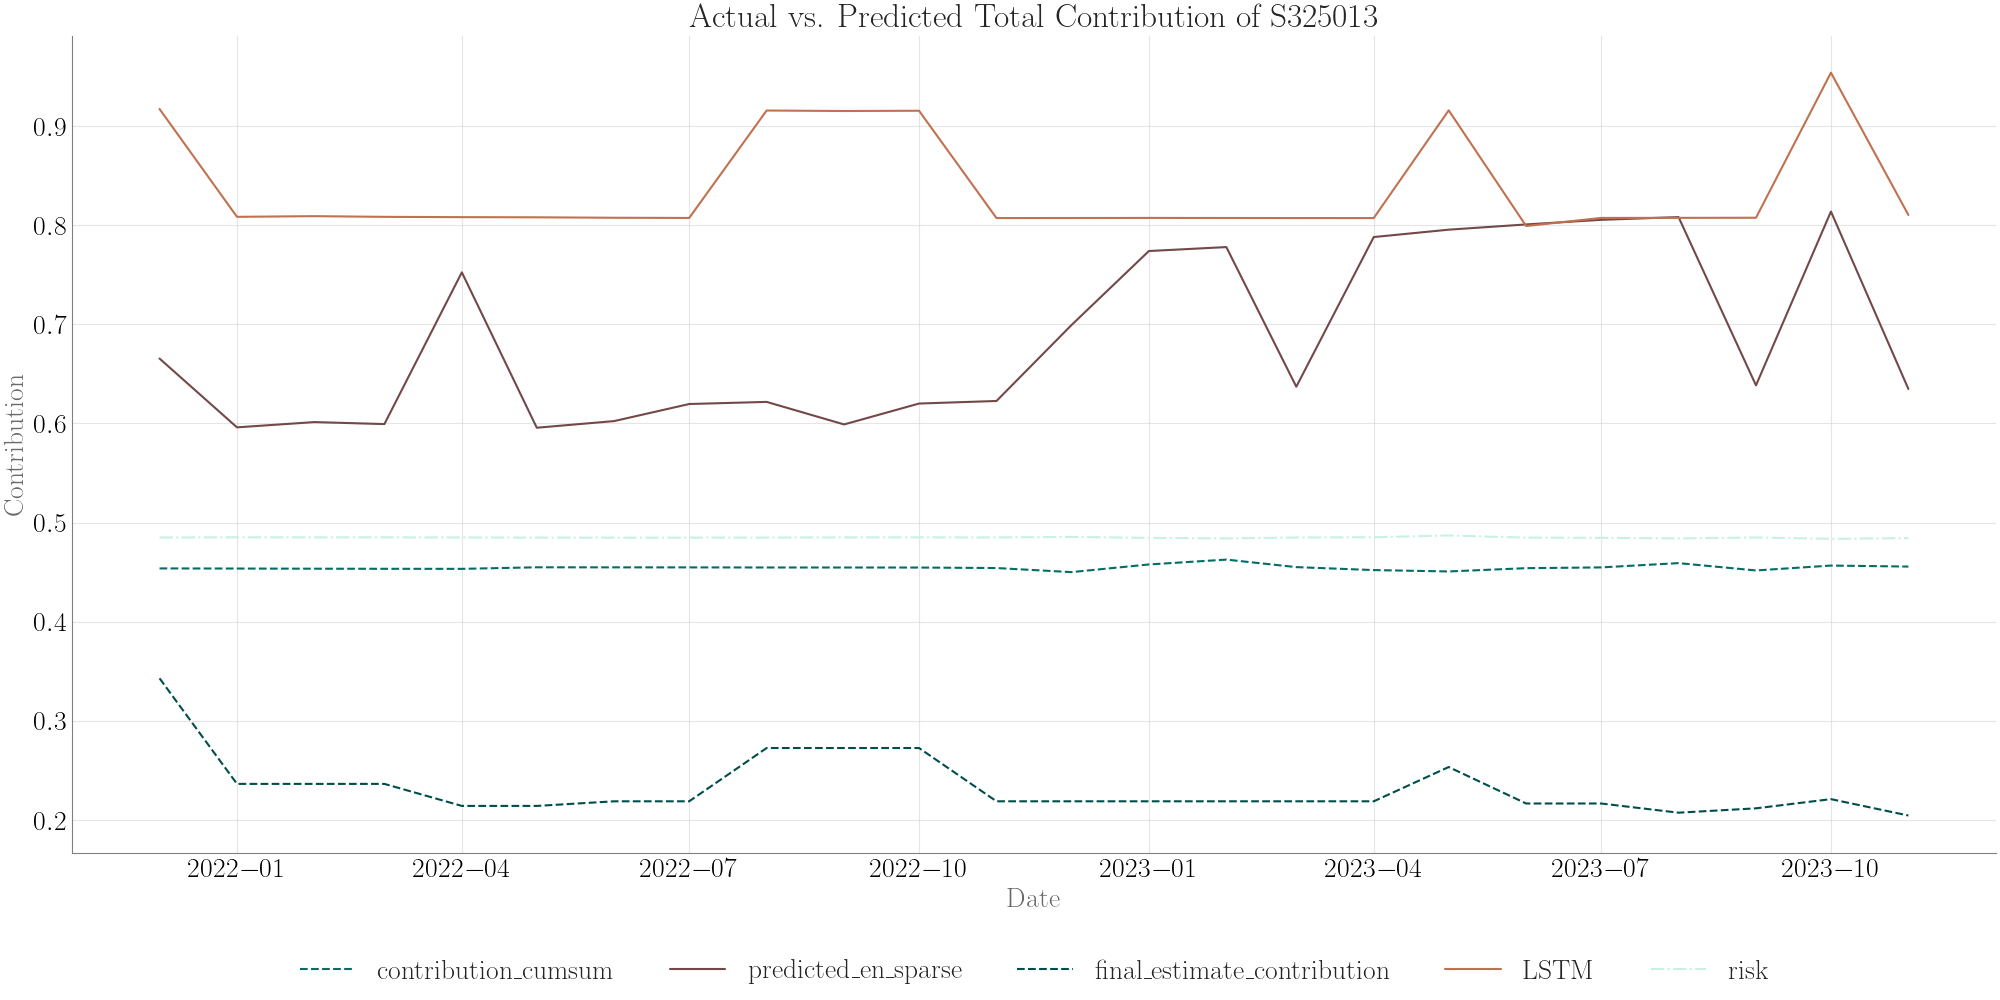 Actual vs. Predicted Total Contribution of S325013
Contribution
0.9
0.8
0.7
0.6
0.5
0.4
0.3
0.2
2022–01 2022–04 2022–07 2022–10 2023–01 2023–04 2023–07 2023–10
Date
contribution_cumsum predicted_en_sparse final_estimate_contribution LSTM risk